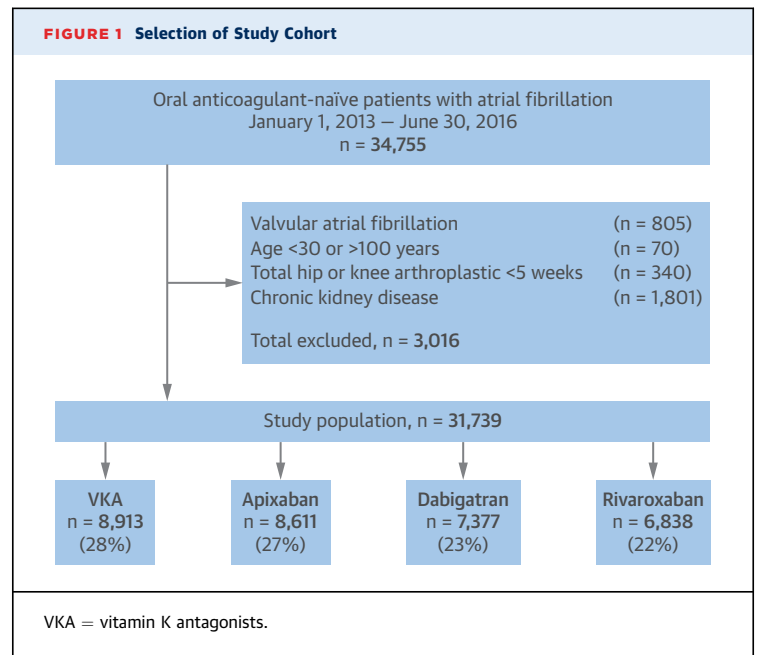 FIGURE 1 Selection of Study Cohort
Oral anticoagulant-naïve patients with atrial fibrillation
January 1, 2013 – June 30, 2016
n = 34,755
Valvular atrial fibrillation (n = 805)
Age <30 or >100 years (n = 70)
Total hip or knee arthroplastic <5 weeks (n = 340)
Chronic kidney disease (n = 1,801)
Total excluded, n = 3,016
Study population, n = 31,739
VKA
n = 8,913
(28%)
Apixaban
n = 8,611
(27%)
Dabigatran
n = 7,377
(23%)
Rivaroxaban
n = 6,838
(22%)
VKA = vitamin K antagonists.